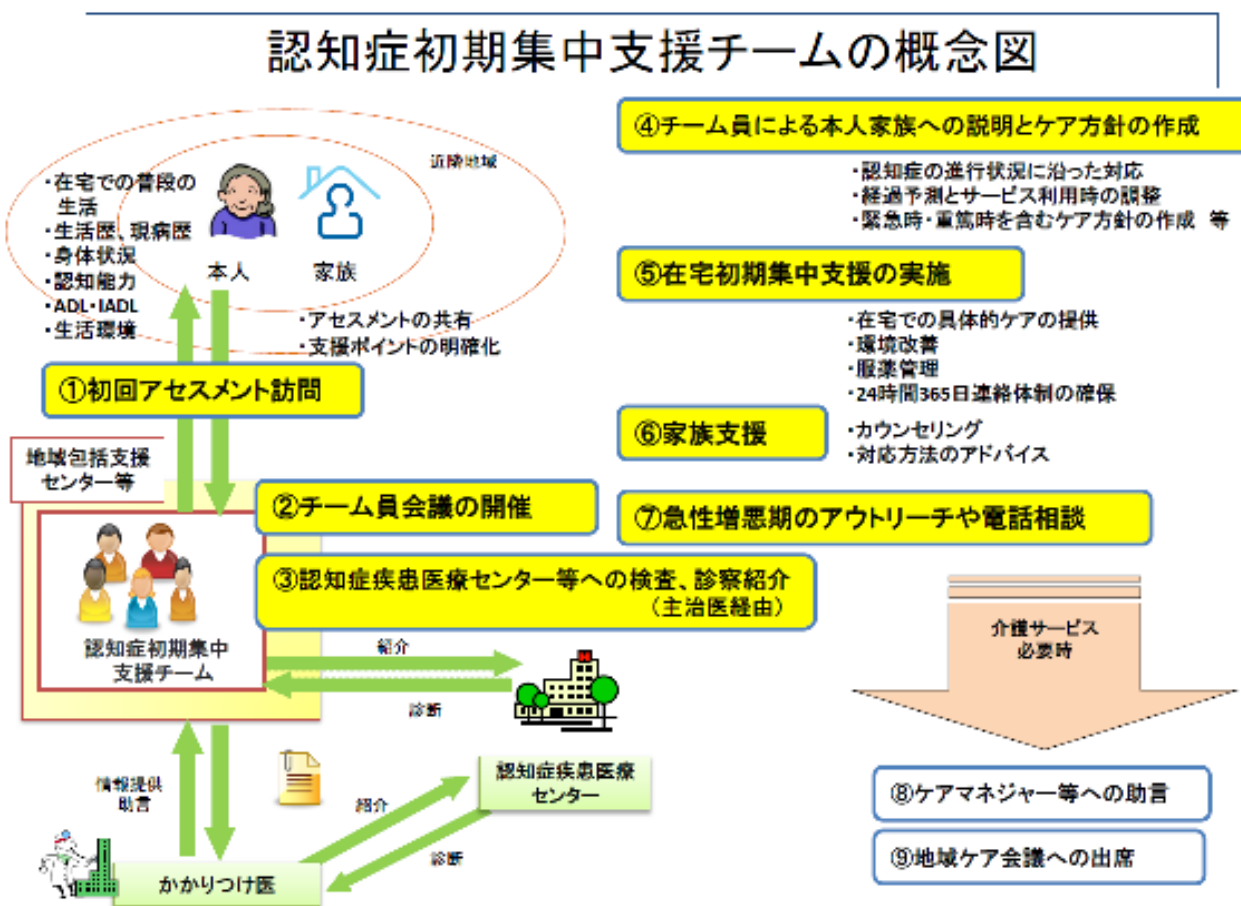 認知症初期集中支援チームの概念図
近隣地域
・在宅での普段の
生活
・生活歴、現病歴
・身体状況
・認知能力
・ADL・IADL
・生活環境
本人
家族
・アセスメントの共有
・支援ポイントの明確化
①初回アセスメント訪問
地域包括支援
センター等
②チーム員会議の開催
③認知症疾患医療センター等への検査、診察紹介
（主治医経由）
認知症初期集中
支援チーム
紹介
診断
情報提供
助言
紹介
診断
認知症疾患医療
センター
かかりつけ医
④チーム員による本人家族への説明とケア方針の作成
・認知症の進行状況に沿った対応
・経過予測とサービス利用時の調整
・緊急時・重篤時を含むケア方針の作成 等
⑤在宅初期集中支援の実施
・在宅での具体的ケアの提供
・環境改善
・服薬管理
・24時間365日連絡体制の確保
⑥家族支援
・カウンセリング
・対応方法のアドバイス
⑦急性増悪期のアウトリーチや電話相談
介護サービス
必要時
⑧ケアマネジャー等への助言
⑨地域ケア会議への出席